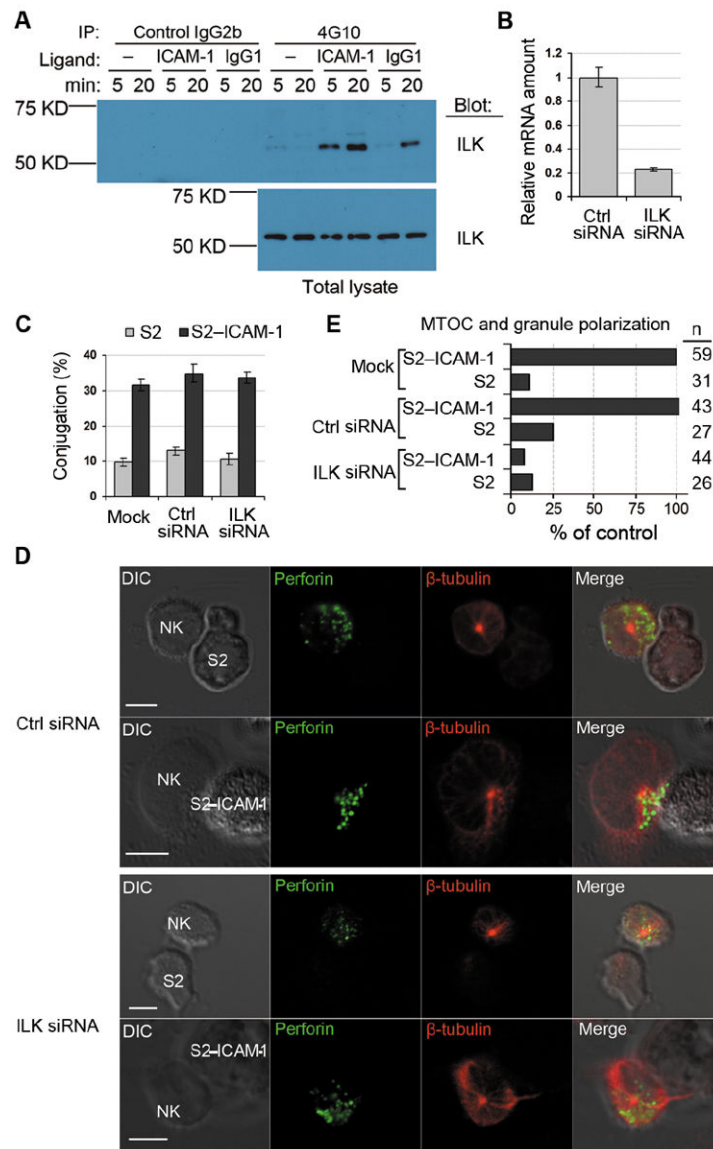 A
IP: Control IgG2b 4G10
Ligand: – ICAM-1 IgG1 – ICAM-1 IgG1
min: 5 20 5 20 5 20 5 20 5 20 5 20
75 KD
50 KD
Blot:
ILK
75 KD
50 KD
ILK
Total lysate
B
Relative mRNA amount
1.2
1
0.8
0.6
0.4
0.2
0
Ctrl siRNA
ILK siRNA
C
S2 S2–ICAM-1
Conjugation (%)
40
30
20
10
0
Mock
Ctrl siRNA
ILK siRNA
E
MTOC and granule polarization
n
Mock
S2–ICAM-1 59
S2 31
Ctrl siRNA
S2–ICAM-1 43
S2 27
ILK siRNA
S2–ICAM-1 44
S2 26
0 25 50 75 100
% of control
D
Ctrl siRNA
DIC Perforin β-tubulin Merge
NK
S2
DIC Perforin β-tubulin Merge
NK
S2–ICAM-1
ILK siRNA
DIC Perforin β-tubulin Merge
NK
S2
DIC Perforin β-tubulin Merge
S2–ICAM-1
NK